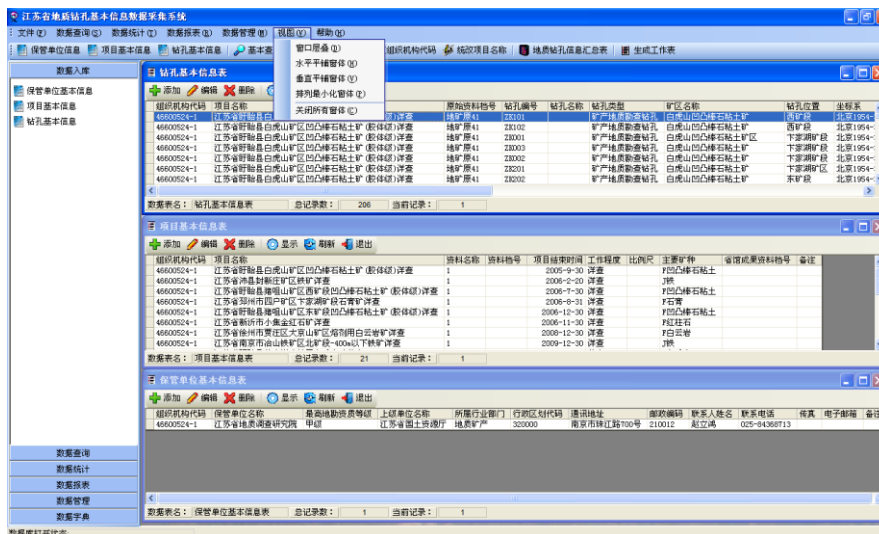 江苏省地质钻孔基本信息数据采集系统
文件(F) 数据查询(S) 数据统计(T) 数据报表(R) 数据管理(M) 视图(V) 帮助(H)
保管单位信息 项目基本信息 钻孔基本信息 基本查 组织机构代码 统改项目名称 地质钻孔信息汇总表 生成工作表
窗口层叠(D)
水平平铺窗体(H)
垂直平铺窗体(V)
排列最小化窗体(Z)
关闭所有窗体(C)
数据入库
保管单位基本信息
项目基本信息
钻孔基本信息
数据查询
数据统计
数据报表
数据管理
数据字典
钻孔基本信息表
添加 编辑 删除
组织机构代码 项目名称 原始资料档号 钻孔编号 钻孔名称 钻孔类型 矿区名称 钻孔位置 坐标系
46600524-1 江苏省盱眙县白 地矿原41 ZK101 矿产地质勘查钻孔 白虎山凹凸棒石粘土矿 西矿段 北京1954-
46600524-1 江苏省盱眙县白虎山矿区凹凸棒石粘土矿(胶体级)详查 地矿原41 ZK102 矿产地质勘查钻孔 白虎山凹凸棒石粘土矿 西矿段 北京1954-
46600524-1 江苏省盱眙县白虎山矿区凹凸棒石粘土矿(胶体级)详查 地矿原41 ZK001 矿产地质勘查钻孔 白虎山凹凸棒石粘土矿区 卞家湖矿段 北京1954-
46600524-1 江苏省盱眙县白虎山矿区凹凸棒石粘土矿(胶体级)详查 地矿原41 ZK003 矿产地质勘查钻孔 白虎山凹凸棒石粘土矿 卞家湖矿段 北京1954-
46600524-1 江苏省盱眙县白虎山矿区凹凸棒石粘土矿(胶体级)详查 地矿原41 ZK002 矿产地质勘查钻孔 白虎山凹凸棒石粘土矿 卞家湖矿段 北京1954-
46600524-1 江苏省盱眙县白虎山矿区凹凸棒石粘土矿(胶体级)详查 地矿原41 ZK201 矿产地质勘查钻孔 白虎山凹凸棒石粘土矿 卞家湖矿区 北京1954-
46600524-1 江苏省盱眙县白虎山矿区凹凸棒石粘土矿(胶体级)详查 地矿原41 ZK202 矿产地质勘查钻孔 白虎山凹凸棒石粘土矿 东矿段 北京1954-
数据表名: 钻孔基本信息表 总记录数: 206 当前记录: 1
项目基本信息表
添加 编辑 删除 显示 刷新 退出
组织机构代码 项目名称 资料名称 资料档号 项目结束时间 工作程度 比例尺 主要矿种 省馆成果资料档号 备注
46600524-1 江苏省盱眙县白虎山矿区凹凸棒石粘土矿(胶体级)详查 1 2005-9-30 详查 F凹凸棒石粘土
46600524-1 江苏省沛县封新庄矿区铁矿详查 1 2006-2-20 详查 J铁
46600524-1 江苏省盱眙县猪咀山矿区西矿段凹凸棒石粘土矿(胶体级)详查 1 2006-7-30 详查 F凹凸棒石粘土
46600524-1 江苏省邳州市四户矿区卞家湖矿段石膏矿详查 1 2006-8-31 详查 F石膏
46600524-1 江苏省盱眙县猪咀山矿区东矿段凹凸棒石粘土矿(胶体级)详查 1 2006-12-30 详查 F凹凸棒石粘土
46600524-1 江苏省新沂市小焦金红石矿详查 1 2006-11-30 详查 F红柱石
46600524-1 江苏省徐州市贾汪区大京山矿区熔剂用白云岩矿详查 1 2008-12-30 详查 F白云岩
46600524-1 江苏省南京市冶山铁矿区北矿段-400m以下铁矿详查 1 2009-12-30 详查 J铁
数据表名: 项目基本信息表 总记录数: 21 当前记录: 1
保管单位基本信息表
添加 编辑 删除 显示 刷新 退出
组织机构代码 保管单位名称 最高地勘资质等级 上级单位名称 所属行业部门 行政区划代码 通讯地址 邮政编码 联系人姓名 联系电话 传真 电子邮箱 备注
46600524-1 江苏省地质调查研究院 甲级 江苏省国土资源厅 地质矿产 320000 南京市珠江路700号 210012 赵立鸿 025-84368713
数据表名: 保管单位基本信息表 总记录数: 1 当前记录: 1